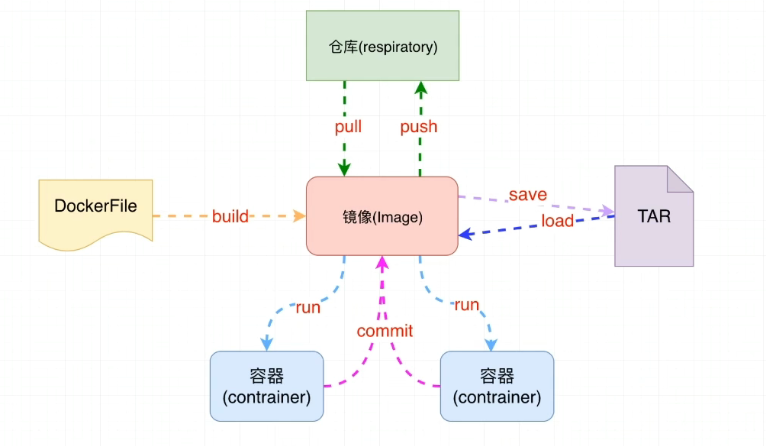 仓库(respiratory)
pull
push
DockerFile
build
镜像(Image)
save
load
TAR
run
run
commit
容器
(contrainer)
容器
(contrainer)